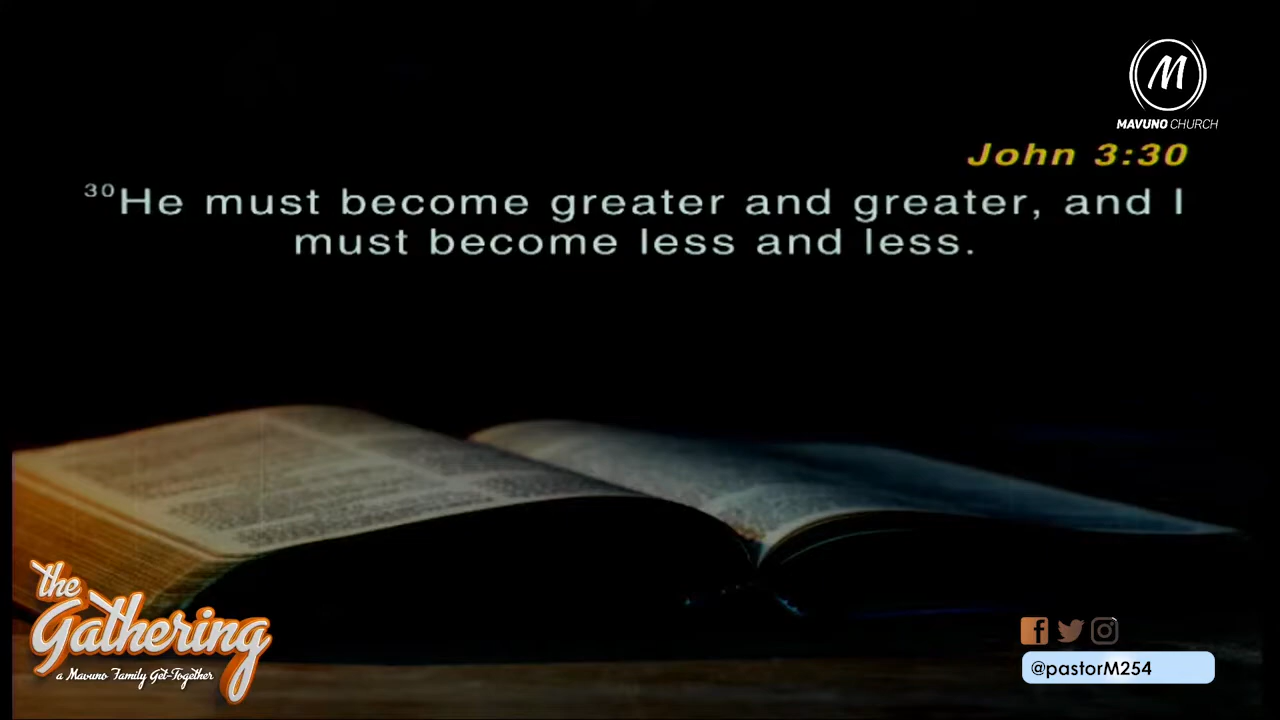 M
MAVUNO CHURCH
John 3:30
30He must become greater and greater, and I
must become less and less.
the
Gathering
a Mavuno Family Get-Together
@pastorM254